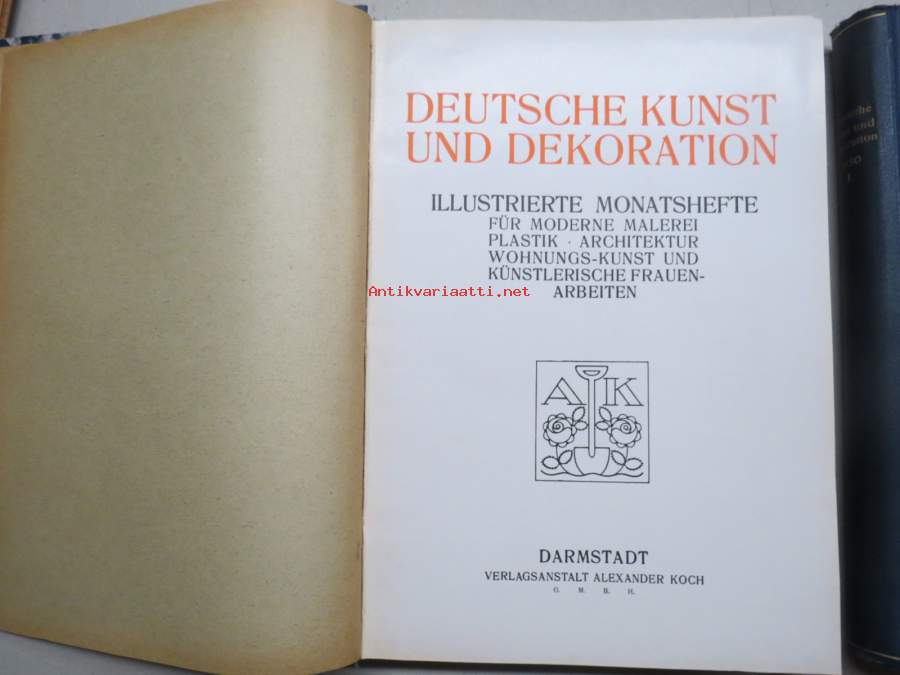 DEUTSCHE KUNST
UND DEKORATION
ILLUSTRIERTE MONATSHEFTE
FÜR MODERNE MALEREI
PLASTIK · ARCHITEKTUR
WOHNUNGS-KUNST UND
KÜNSTLERISCHE FRAUEN-
ARBEITEN
Antikvariaatti.net
A K
DARMSTADT
VERLAGSANSTALT ALEXANDER KOCH
G. M. B. H.